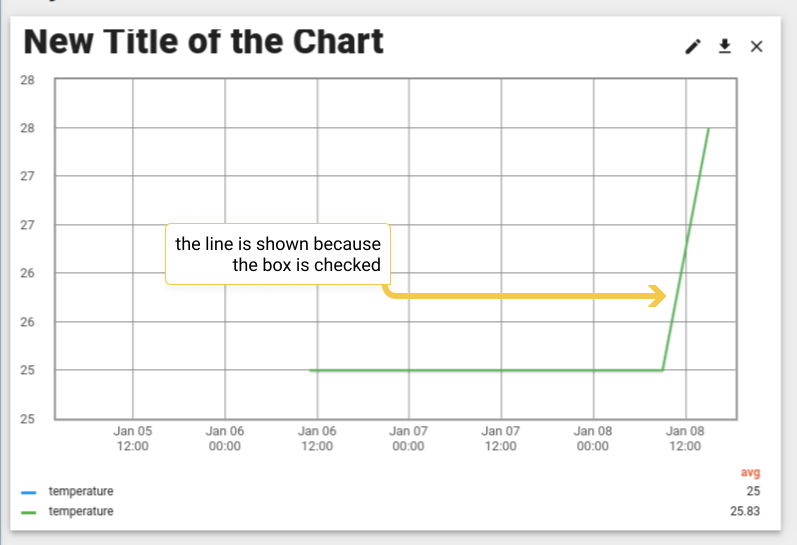 New Title of the Chart
28
28
27
27
26
26
25
25
the line is shown because
the box is checked
Jan 05 Jan 06 Jan 06 Jan 07 Jan 07 Jan 08 Jan 08
12:00 00:00 12:00 00:00 12:00 00:00 12:00
avg
temperature 25
temperature 25.83